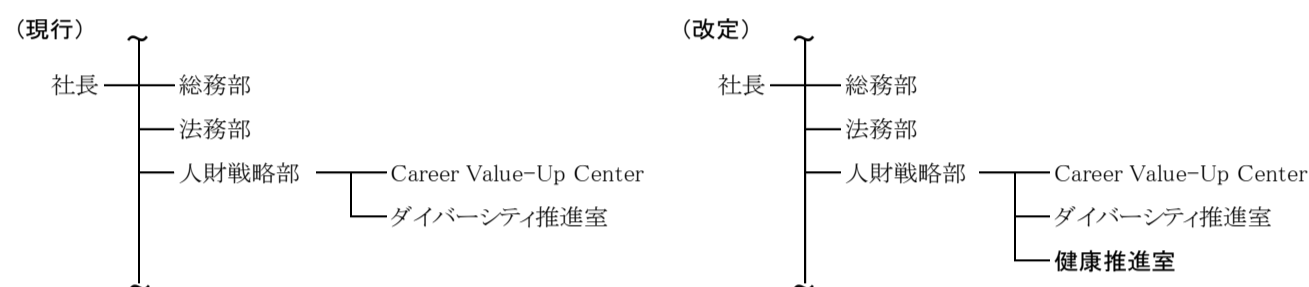 （現行）
社長 総務部
法務部
人財戦略部 Career Value-Up Center
ダイバーシティ推進室
（改定）
社長 総務部
法務部
人財戦略部 Career Value-Up Center
ダイバーシティ推進室
健康推進室